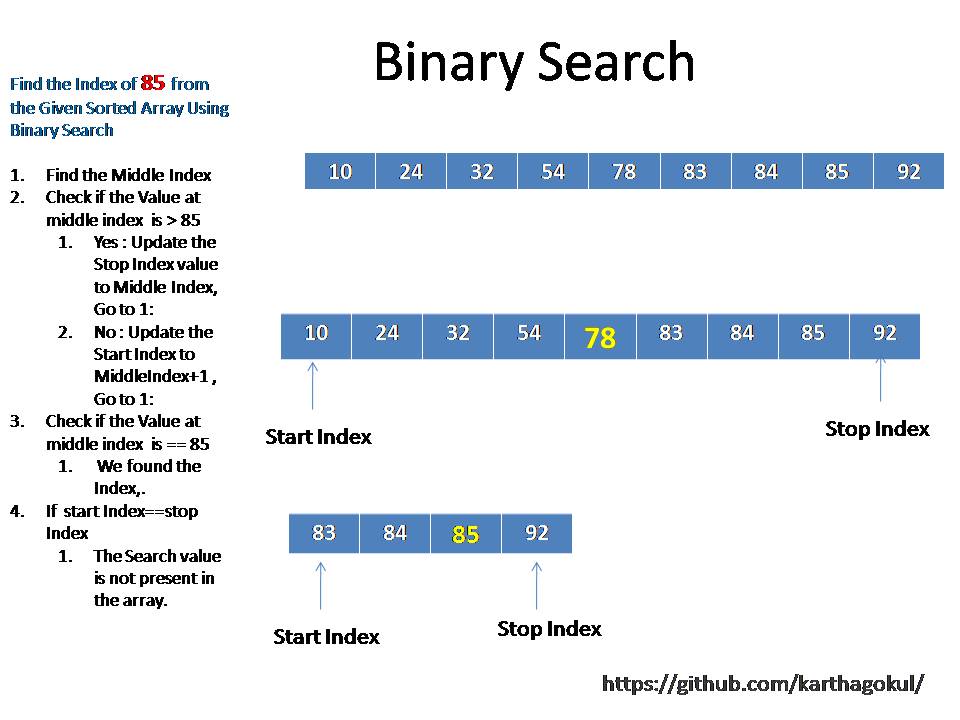 Binary Search
Find the Index of 85 from
the Given Sorted Array Using
Binary Search
1. Find the Middle Index
2. Check if the Value at
middle index is > 85
1. Yes : Update the
Stop Index value
to Middle Index,
Go to 1:
2. No : Update the
Start Index to
MiddleIndex+1 ,
Go to 1:
3. Check if the Value at
middle index is == 85
1. We found the
Index,.
4. If start Index==stop
Index
1. The Search value
is not present in
the array.
10 24 32 54 78 83 84 85 92
10 24 32 54 78 83 84 85 92
Start Index
Stop Index
83 84 85 92
Start Index
Stop Index
https://github.com/karthagokul/